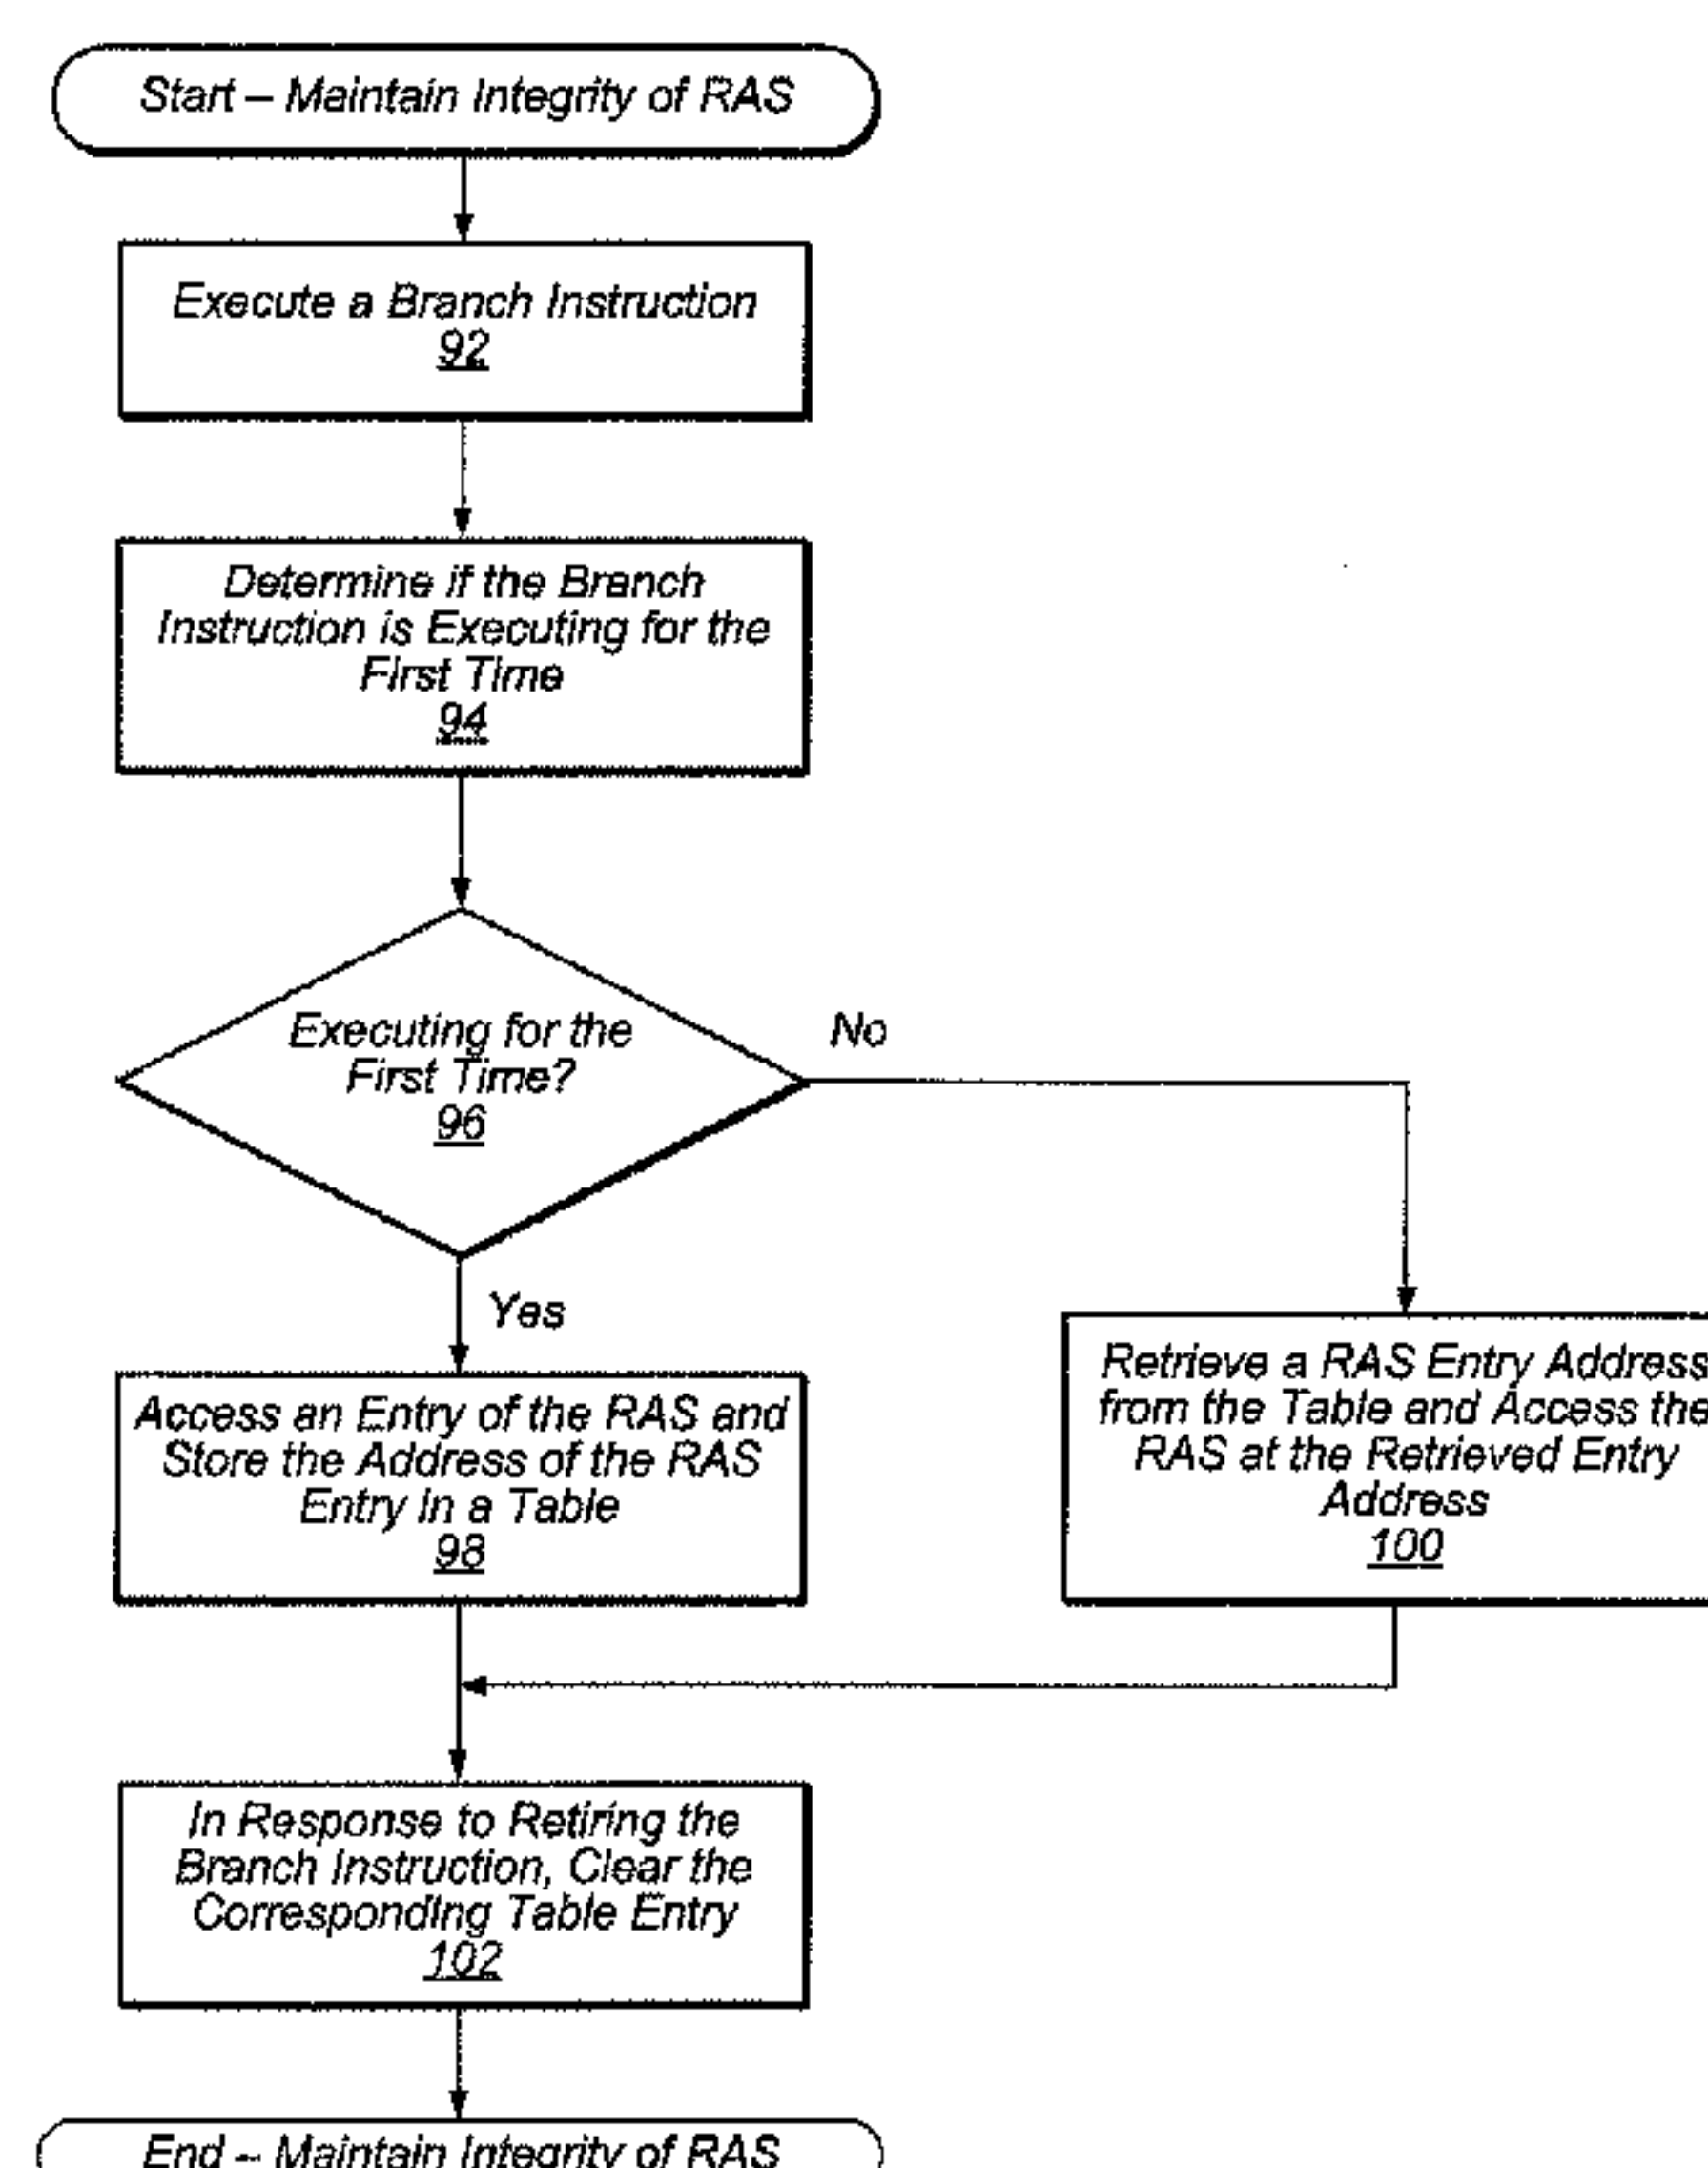 Start – Maintain Integrity of RAS
Execute a Branch Instruction
92
Determine if the Branch
Instruction is Executing for the
First Time
94
Executing for the
First Time?
96
No
Yes
Access an Entry of the RAS and
Store the Address of the RAS
Entry in a Table
98
Retrieve a RAS Entry Address
from the Table and Access the
RAS at the Retrieved Entry
Address
100
In Response to Retiring the
Branch Instruction, Clear the
Corresponding Table Entry
102
End – Maintain Integrity of RAS